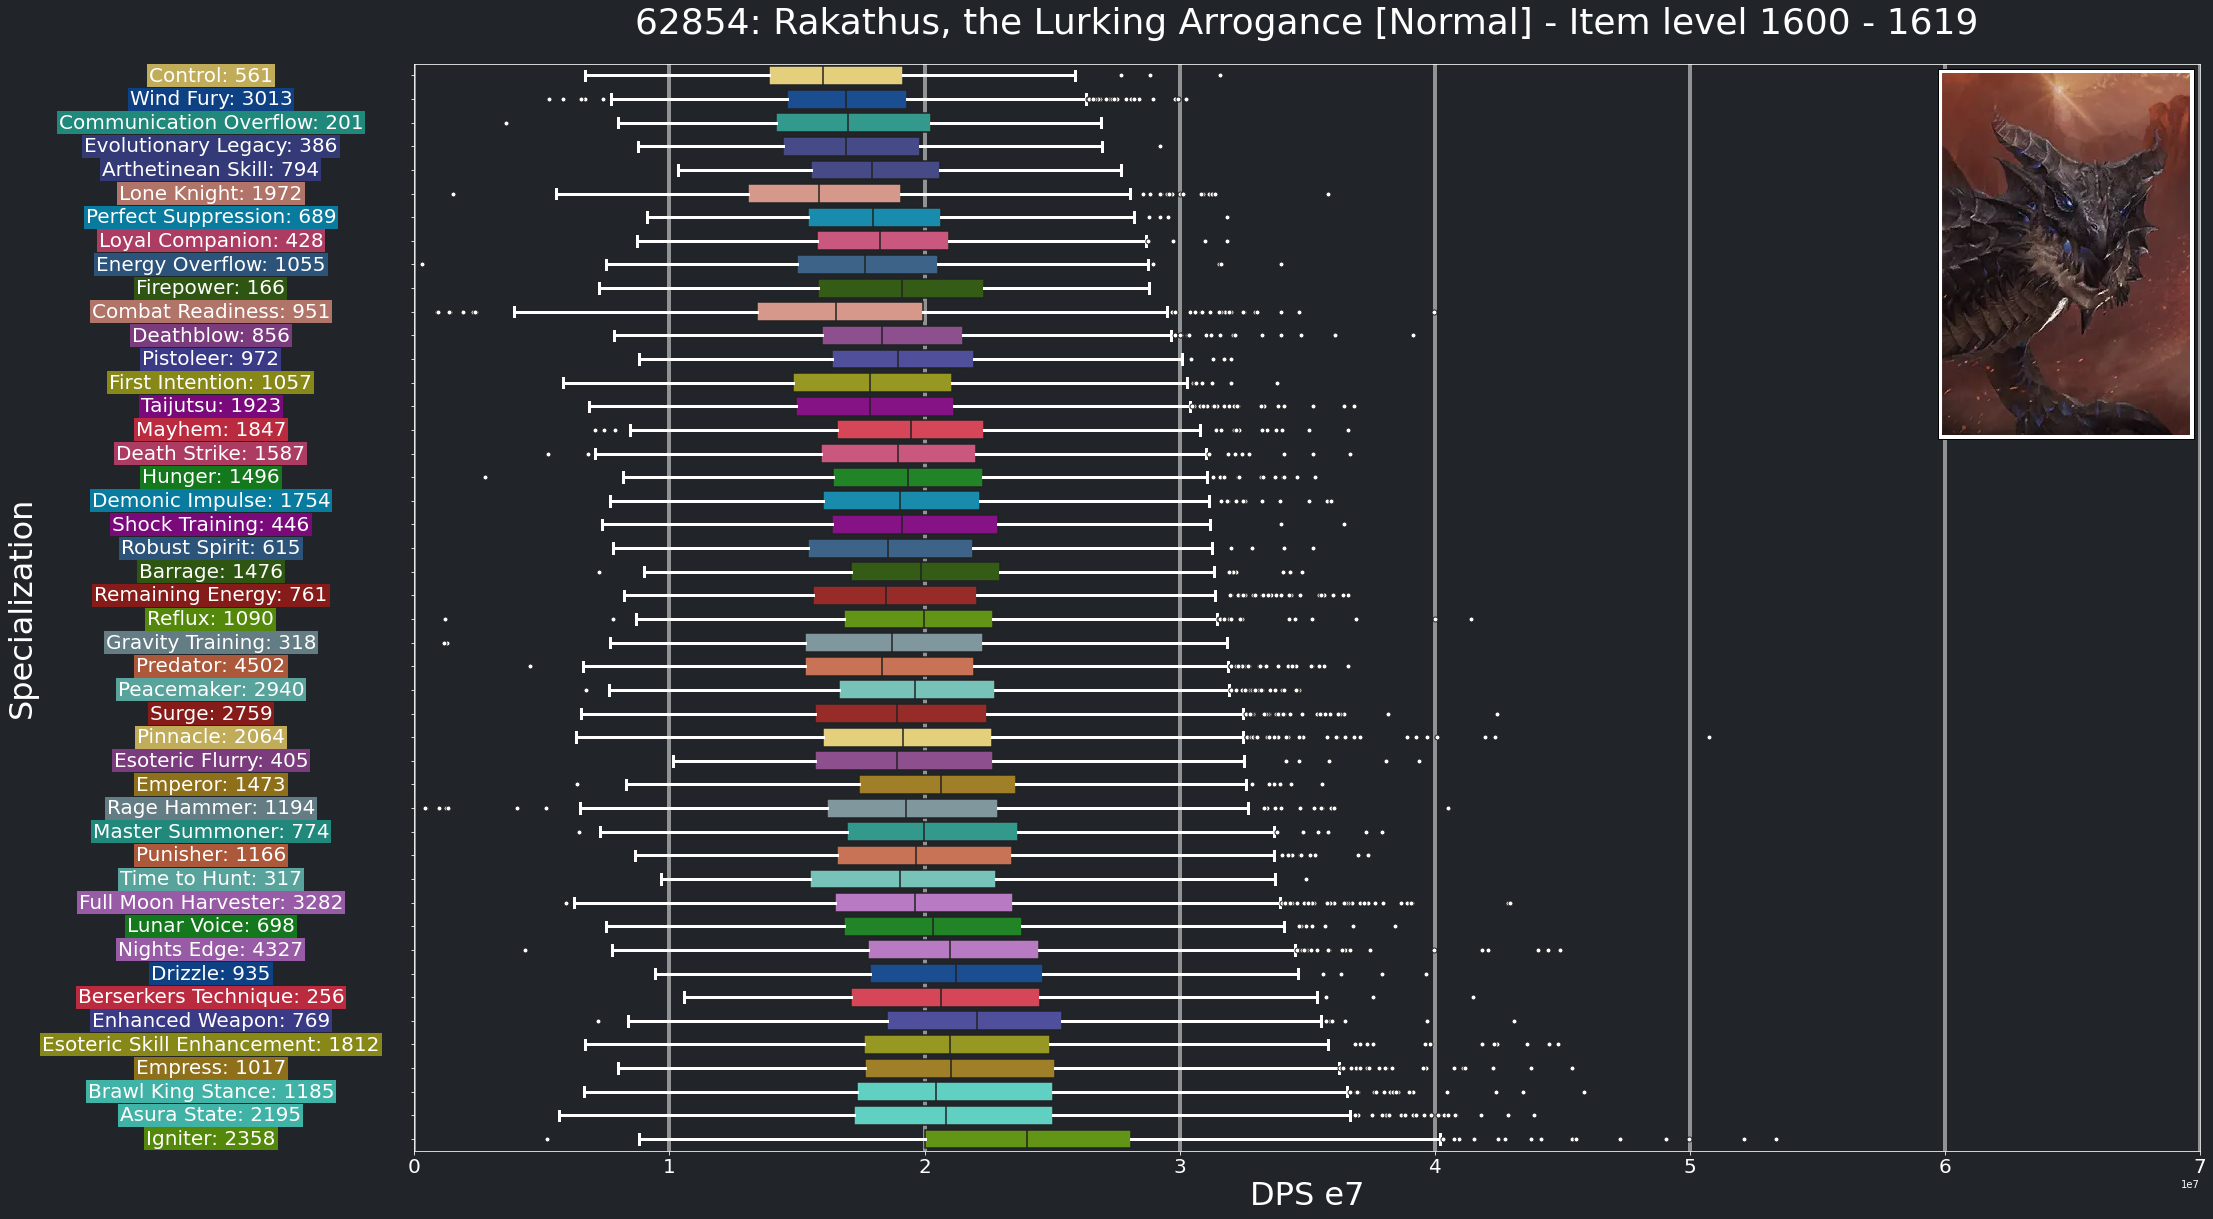 62854: Rakathus, the Lurking Arrogance [Normal] - Item level 1600 - 1619
Specialization
Control: 561
Wind Fury: 3013
Communication Overflow: 201
Evolutionary Legacy: 386
Arthetinean Skill: 794
Lone Knight: 1972
Perfect Suppression: 689
Loyal Companion: 428
Energy Overflow: 1055
Firepower: 166
Combat Readiness: 951
Deathblow: 856
Pistoleer: 972
First Intention: 1057
Taijutsu: 1923
Mayhem: 1847
Death Strike: 1587
Hunger: 1496
Demonic Impulse: 1754
Shock Training: 446
Robust Spirit: 615
Barrage: 1476
Remaining Energy: 761
Reflux: 1090
Gravity Training: 318
Predator: 4502
Peacemaker: 2940
Surge: 2759
Pinnacle: 2064
Esoteric Flurry: 405
Emperor: 1473
Rage Hammer: 1194
Master Summoner: 774
Punisher: 1166
Time to Hunt: 317
Full Moon Harvester: 3282
Lunar Voice: 698
Nights Edge: 4327
Drizzle: 935
Berserkers Technique: 256
Enhanced Weapon: 769
Esoteric Skill Enhancement: 1812
Empress: 1017
Brawl King Stance: 1185
Asura State: 2195
Igniter: 2358
0 1 2 3 4 5 6 7
1e7
DPS e7